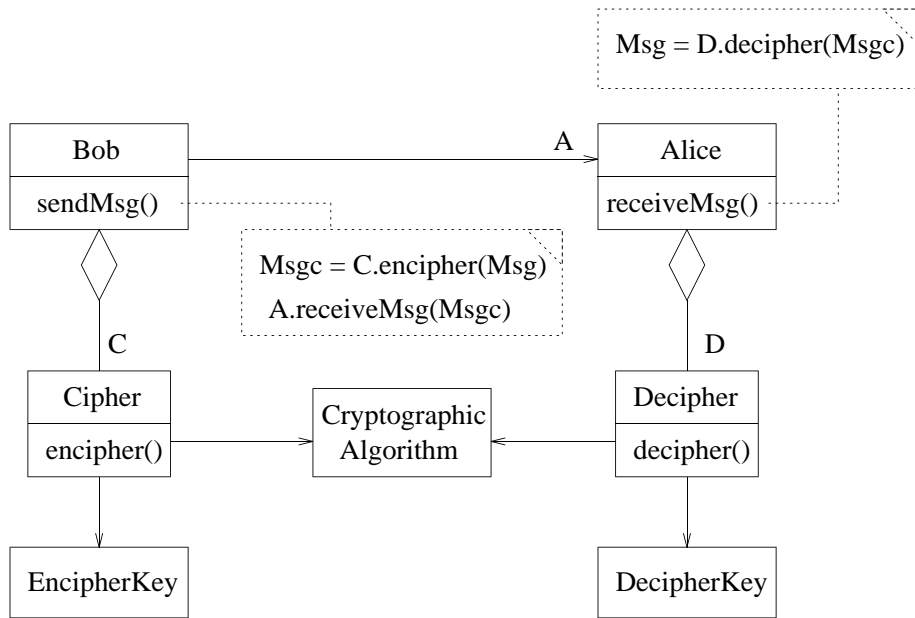 Msg = D.decipher(Msgc)
Bob
A
Alice
sendMsg()
receiveMsg()
Msgc = C.encipher(Msg)
A.receiveMsg(Msgc)
C
D
Cipher
Decipher
Cryptographic
Algorithm
encipher()
decipher()
EncipherKey
DecipherKey